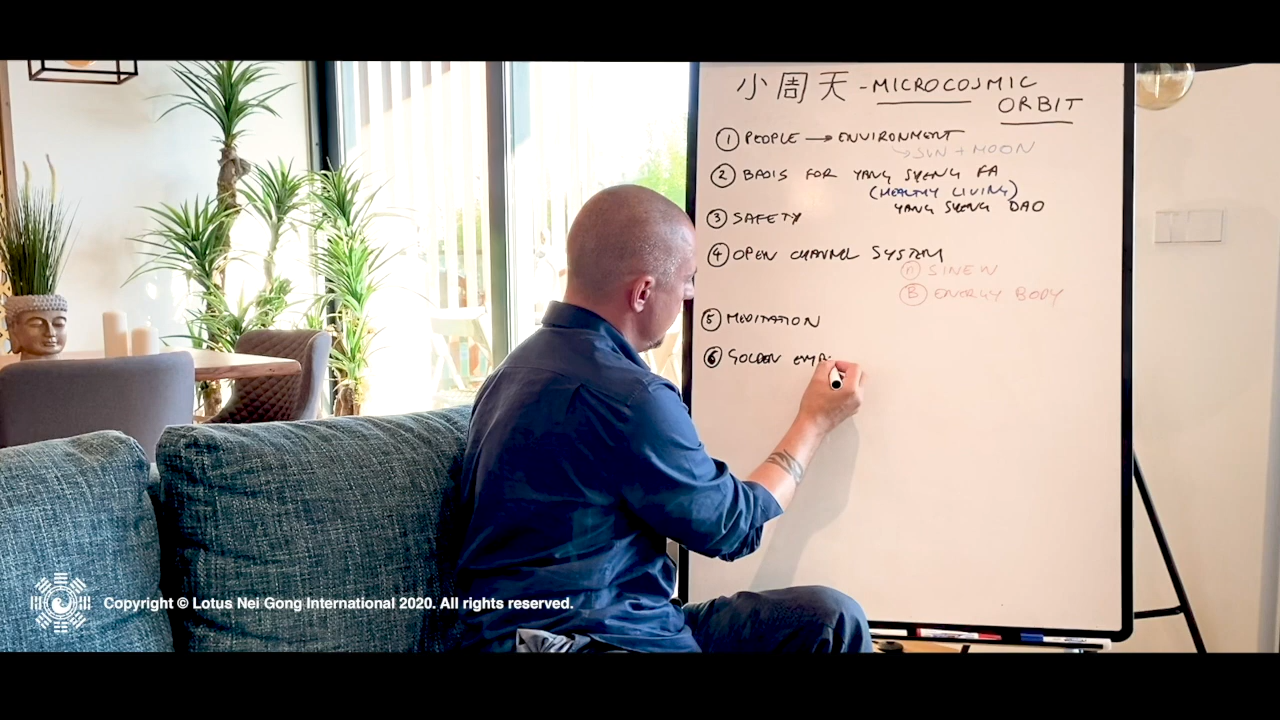 小周天 - MICROCOSMIC
ORBIT
① PEOPLE → ENVIRONMENT
↳ SUN + MOON
② BASIS FOR YANG SHENG FA
(HEALTHY LIVING)
YANG SHENG DAO
③ SAFETY
④ OPEN CHANNEL SYSTEM
Ⓐ SINEW
Ⓑ ENERGY BODY
⑤ MEDITATION
⑥ GOLDEN
Copyright © Lotus Nei Gong International 2020. All rights reserved.